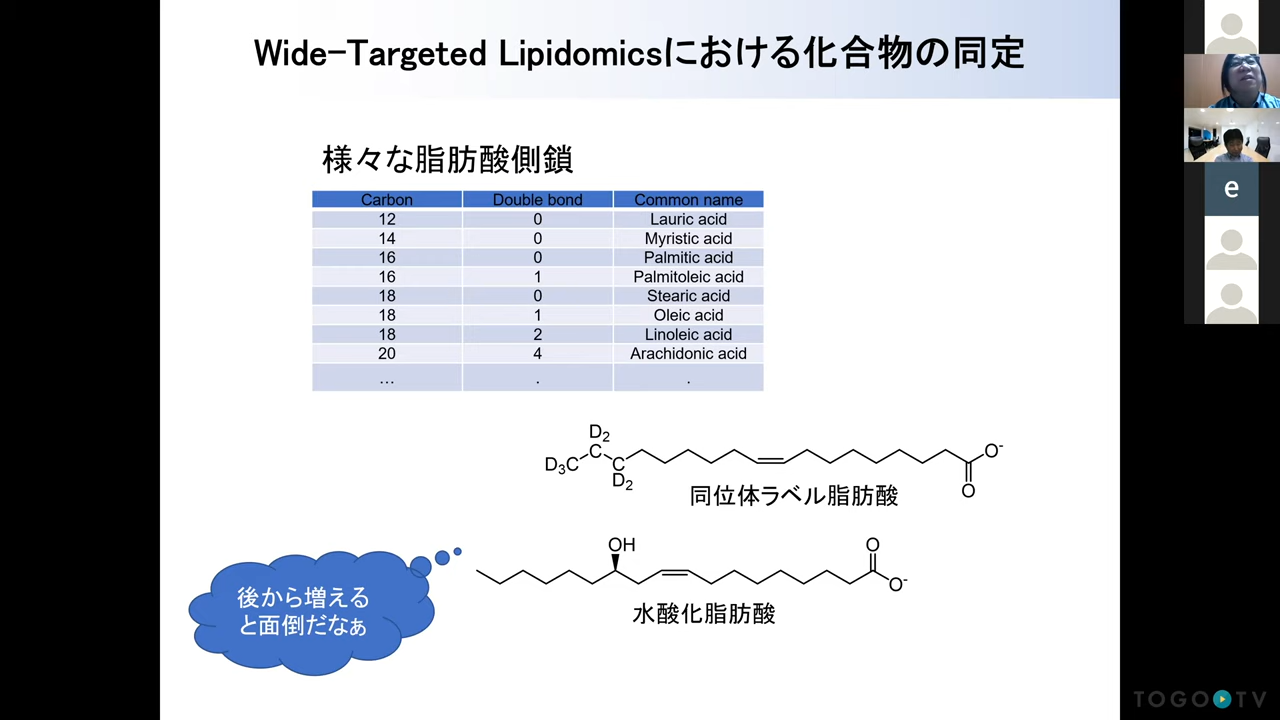 Wide-Targeted Lipidomicsにおける化合物の同定
様々な脂肪酸側鎖
Carbon Double bond Common name
12 0 Lauric acid
14 0 Myristic acid
16 0 Palmitic acid
16 1 Palmitoleic acid
18 0 Stearic acid
18 1 Oleic acid
18 2 Linoleic acid
20 4 Arachidonic acid
… . .
D2
D3C C C O-
D2 O
同位体ラベル脂肪酸
OH O
O-
水酸化脂肪酸
後から増える
と面倒だなぁ
e
TOGO TV